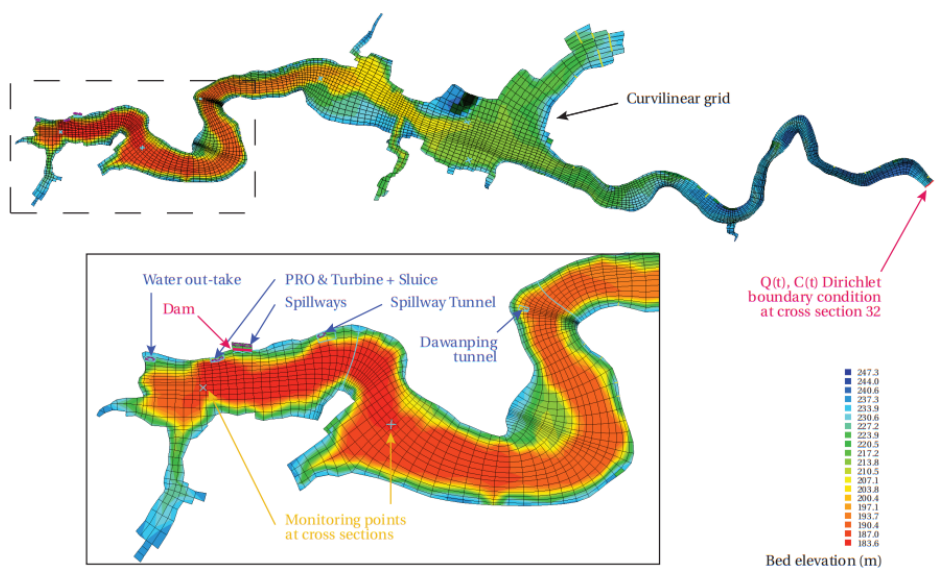 Curvilinear grid
Q(t), C(t) Dirichlet
boundary condition
at cross section 32
Water out-take
PRO & Turbine + Sluice
Dam
Spillways
Spillway Tunnel
Dawanping
tunnel
Monitoring points
at cross sections
247.3
244.0
240.6
237.3
233.9
230.6
227.2
223.9
220.5
217.2
213.8
210.5
207.1
203.8
200.4
197.1
193.7
190.4
187.0
183.6
Bed elevation (m)